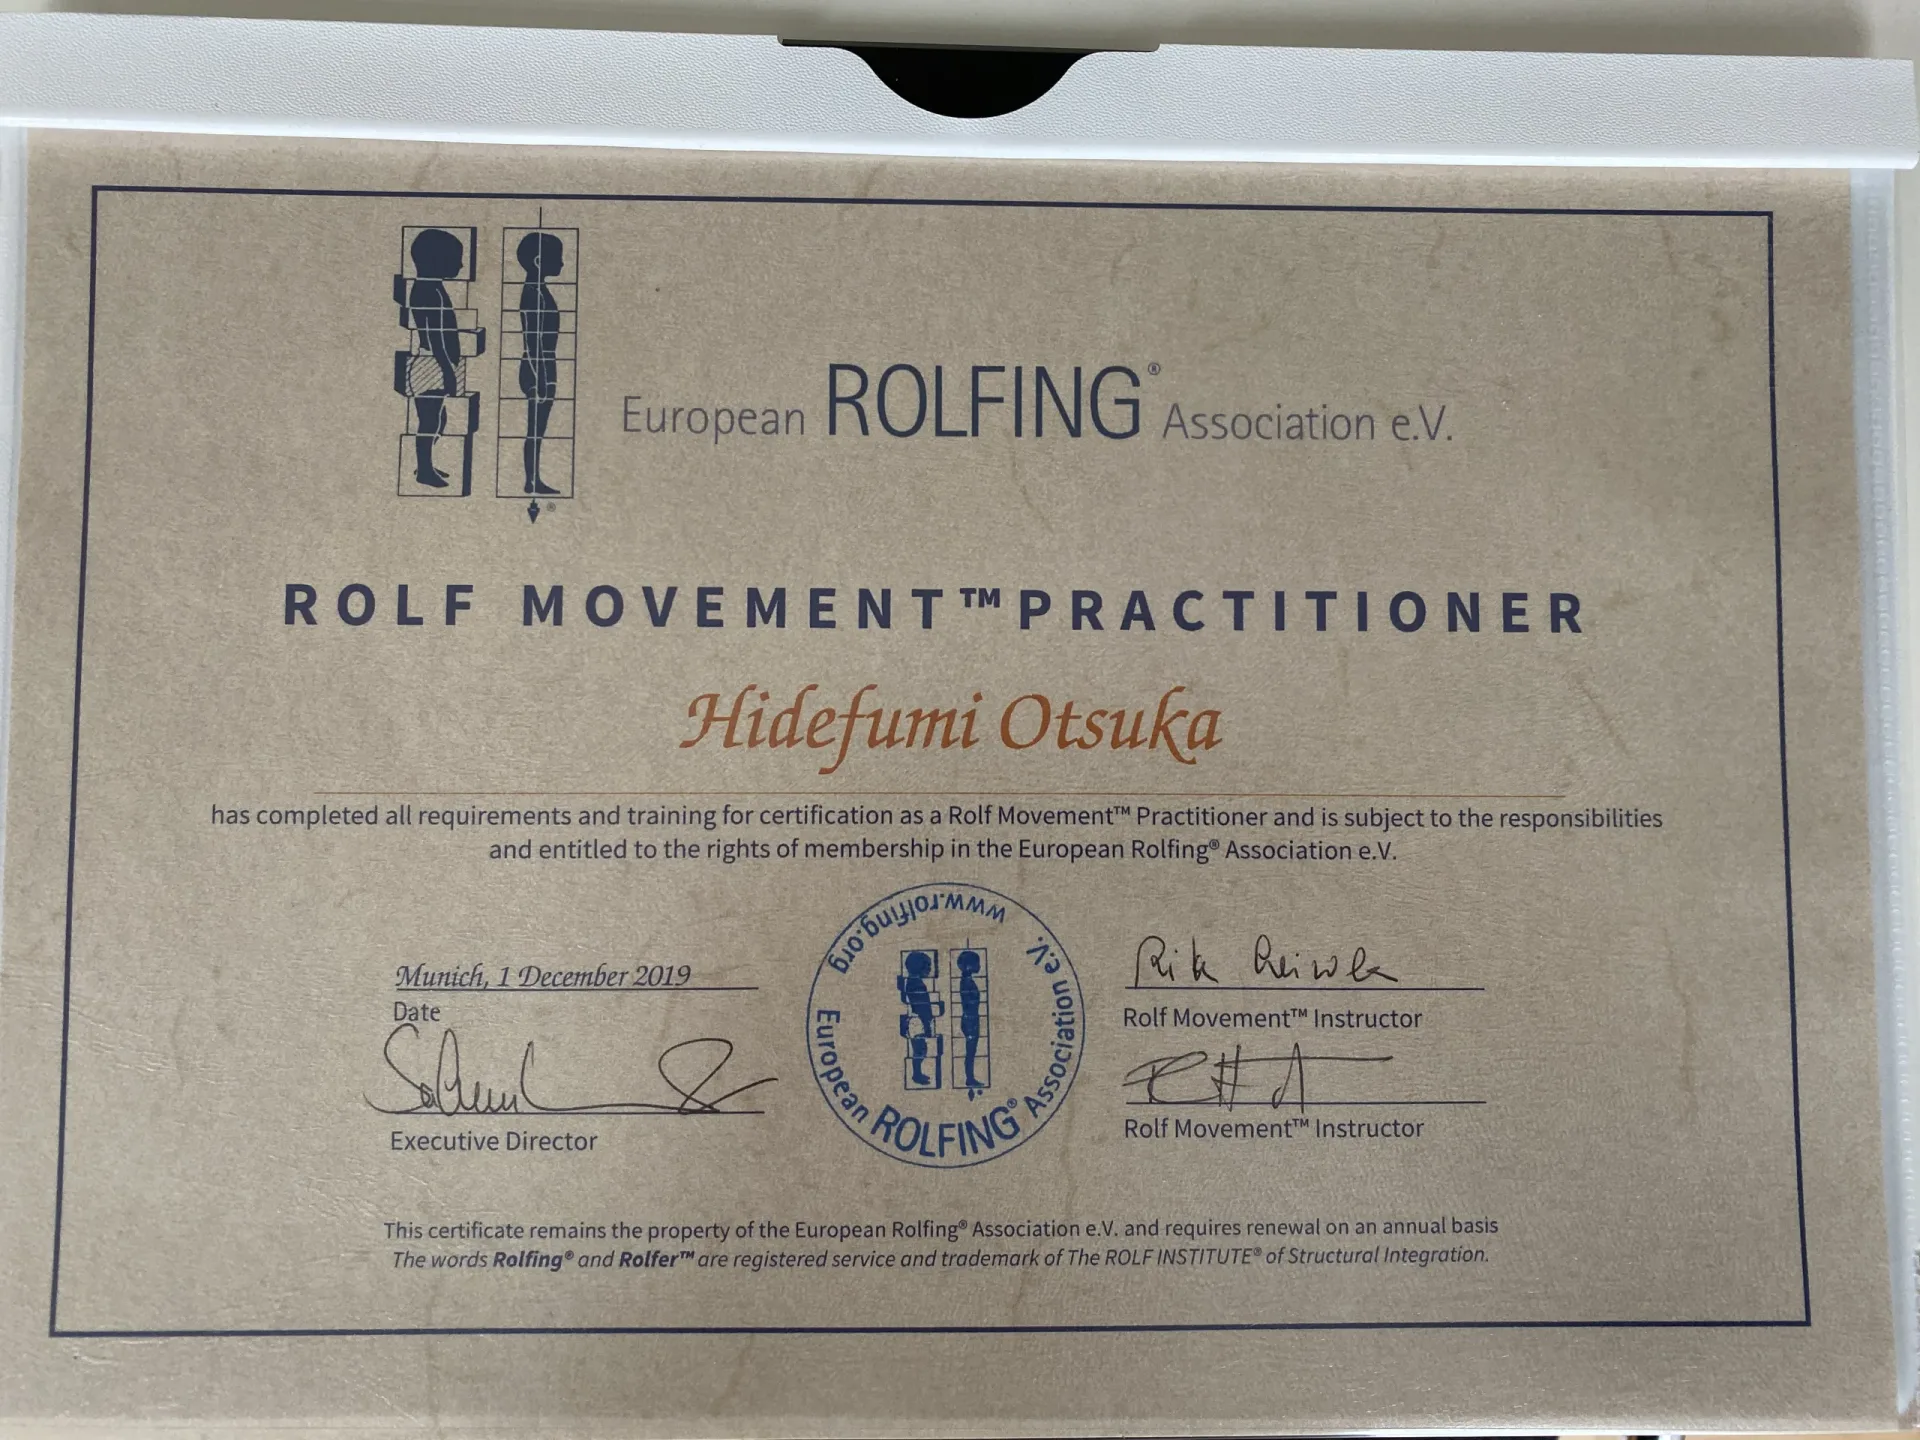 European ROLFING® Association e.V.
®
ROLF MOVEMENT™ PRACTITIONER
Hidefumi Otsuka
has completed all requirements and training for certification as a Rolf Movement™ Practitioner and is subject to the responsibilities
and entitled to the rights of membership in the European Rolfing® Association e.V.
Munich, 1 December 2019
Date
Executive Director
www.rolfing.org
European ROLFING® Association e.V.
Rolf Movement™ Instructor
Rolf Movement™ Instructor
This certificate remains the property of the European Rolfing® Association e.V. and requires renewal on an annual basis
The words Rolfing® and Rolfer™ are registered service and trademark of The ROLF INSTITUTE® of Structural Integration.